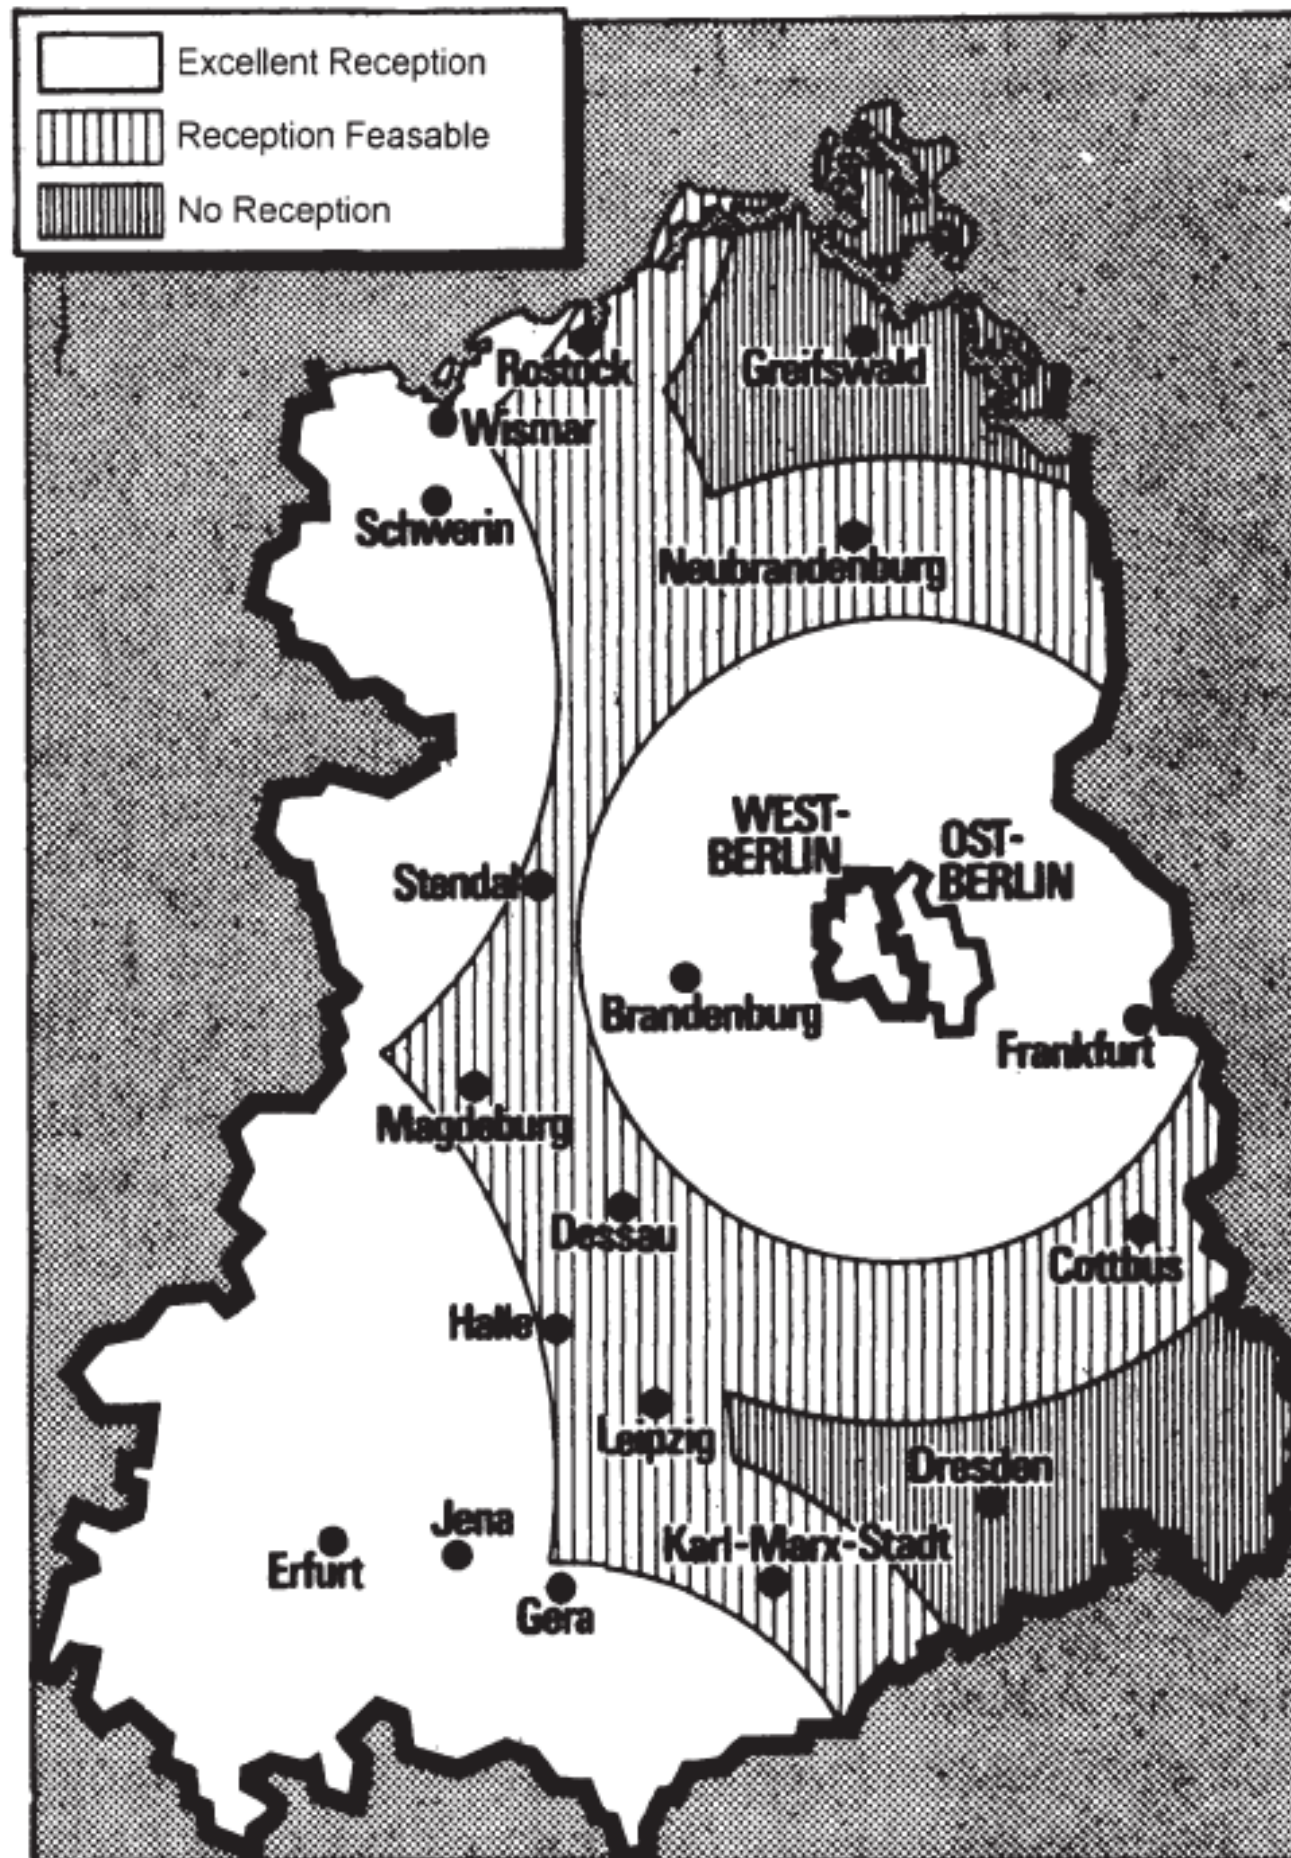 Excellent Reception
Reception Feasable
No Reception
Rostock
Greifswald
Wismar
Schwerin
Neubrandenburg
WEST-
BERLIN
OST-
BERLIN
Stendal
Brandenburg
Frankfurt
Magdeburg
Dessau
Cottbus
Halle
Leipzig
Dresden
Jena
Karl-Marx-Stadt
Erfurt
Gera